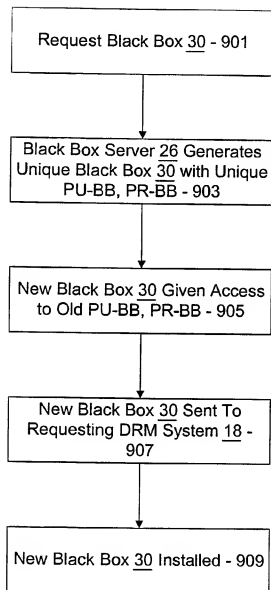 Request Black Box 30 - 901
Black Box Server 26 Generates
Unique Black Box 30 with Unique
PU-BB, PR-BB - 903
New Black Box 30 Given Access
to Old PU-BB, PR-BB - 905
New Black Box 30 Sent To
Requesting DRM System 18 -
907
New Black Box 30 Installed - 909